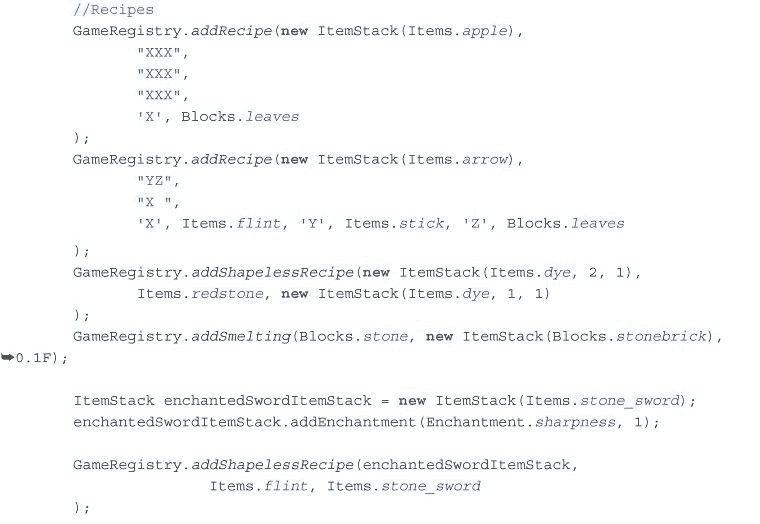 //Recipes
GameRegistry.addRecipe(new ItemStack(Items.apple),
"XXX",
"XXX",
"XXX",
'X', Blocks.leaves
);
GameRegistry.addRecipe(new ItemStack(Items.arrow),
"YZ",
"X ",
'X', Items.flint, 'Y', Items.stick, 'Z', Blocks.leaves
);
GameRegistry.addShapelessRecipe(new ItemStack(Items.dye, 2, 1),
Items.redstone, new ItemStack(Items.dye, 1, 1)
);
GameRegistry.addSmelting(Blocks.stone, new ItemStack(Blocks.stonebrick),
➥0.1F);
ItemStack enchantedSwordItemStack = new ItemStack(Items.stone_sword);
enchantedSwordItemStack.addEnchantment(Enchantment.sharpness, 1);
GameRegistry.addShapelessRecipe(enchantedSwordItemStack,
Items.flint, Items.stone_sword
);